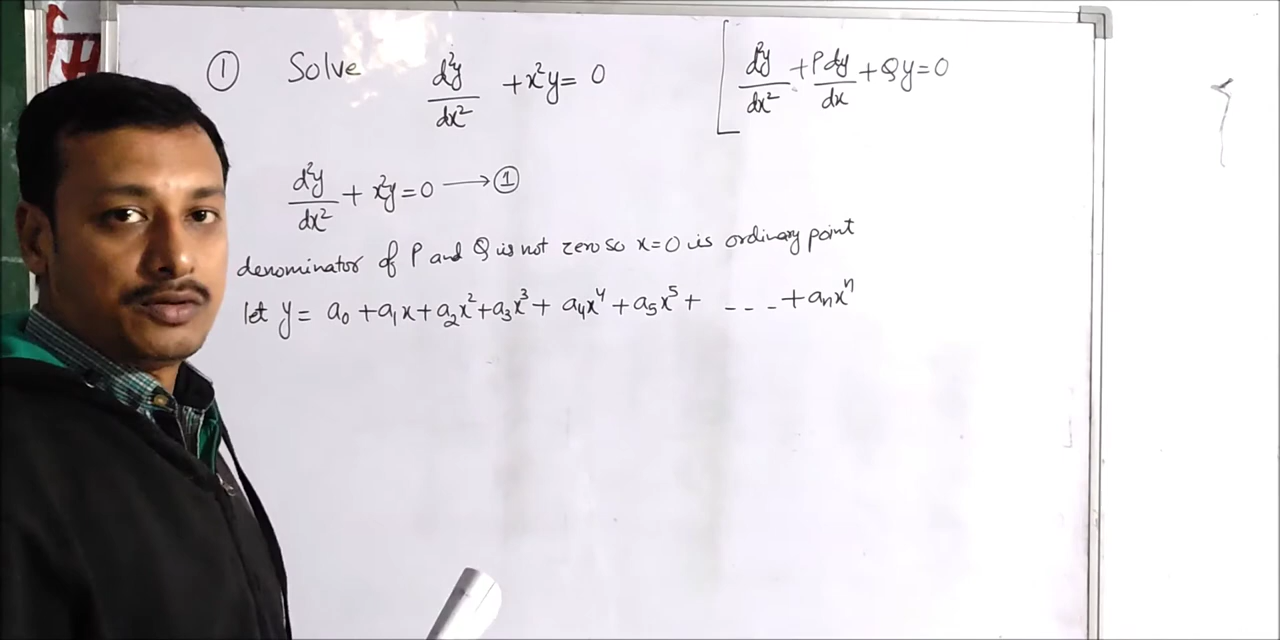 ① Solve d²y/dx² + x²y = 0 [ d²y/dx² + P dy/dx + Qy = 0
d²y/dx² + x²y = 0 ⟶ ①
denominator of P and Q is not zero so x=0 is ordinary point
let y = a₀ + a₁x + a₂x² + a₃x³ + a₄x⁴ + a₅x⁵ + - - - + aₙxⁿ